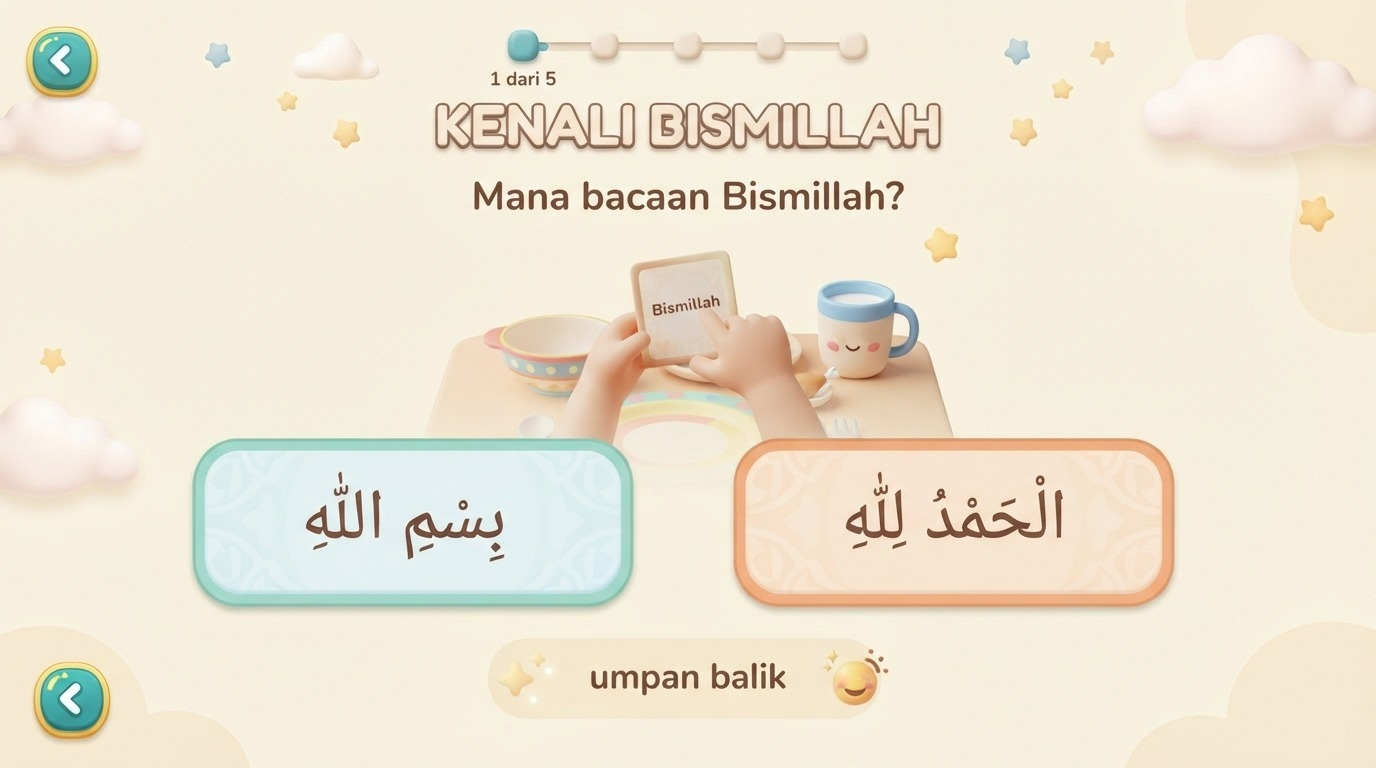 1 dari 5
KENALI BISMILLAH
Mana bacaan Bismillah?
Bismillah
بِسْمِ اللّٰهِ
الْحَمْدُ لِلّٰهِ
umpan balik